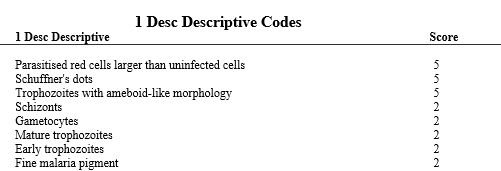 1 Desc Descriptive Codes
1 Desc Descriptive Score
Parasitised red cells larger than uninfected cells 5
Schuffner's dots 5
Trophozoites with ameboid-like morphology 5
Schizonts 2
Gametocytes 2
Mature trophozoites 2
Early trophozoites 2
Fine malaria pigment 2